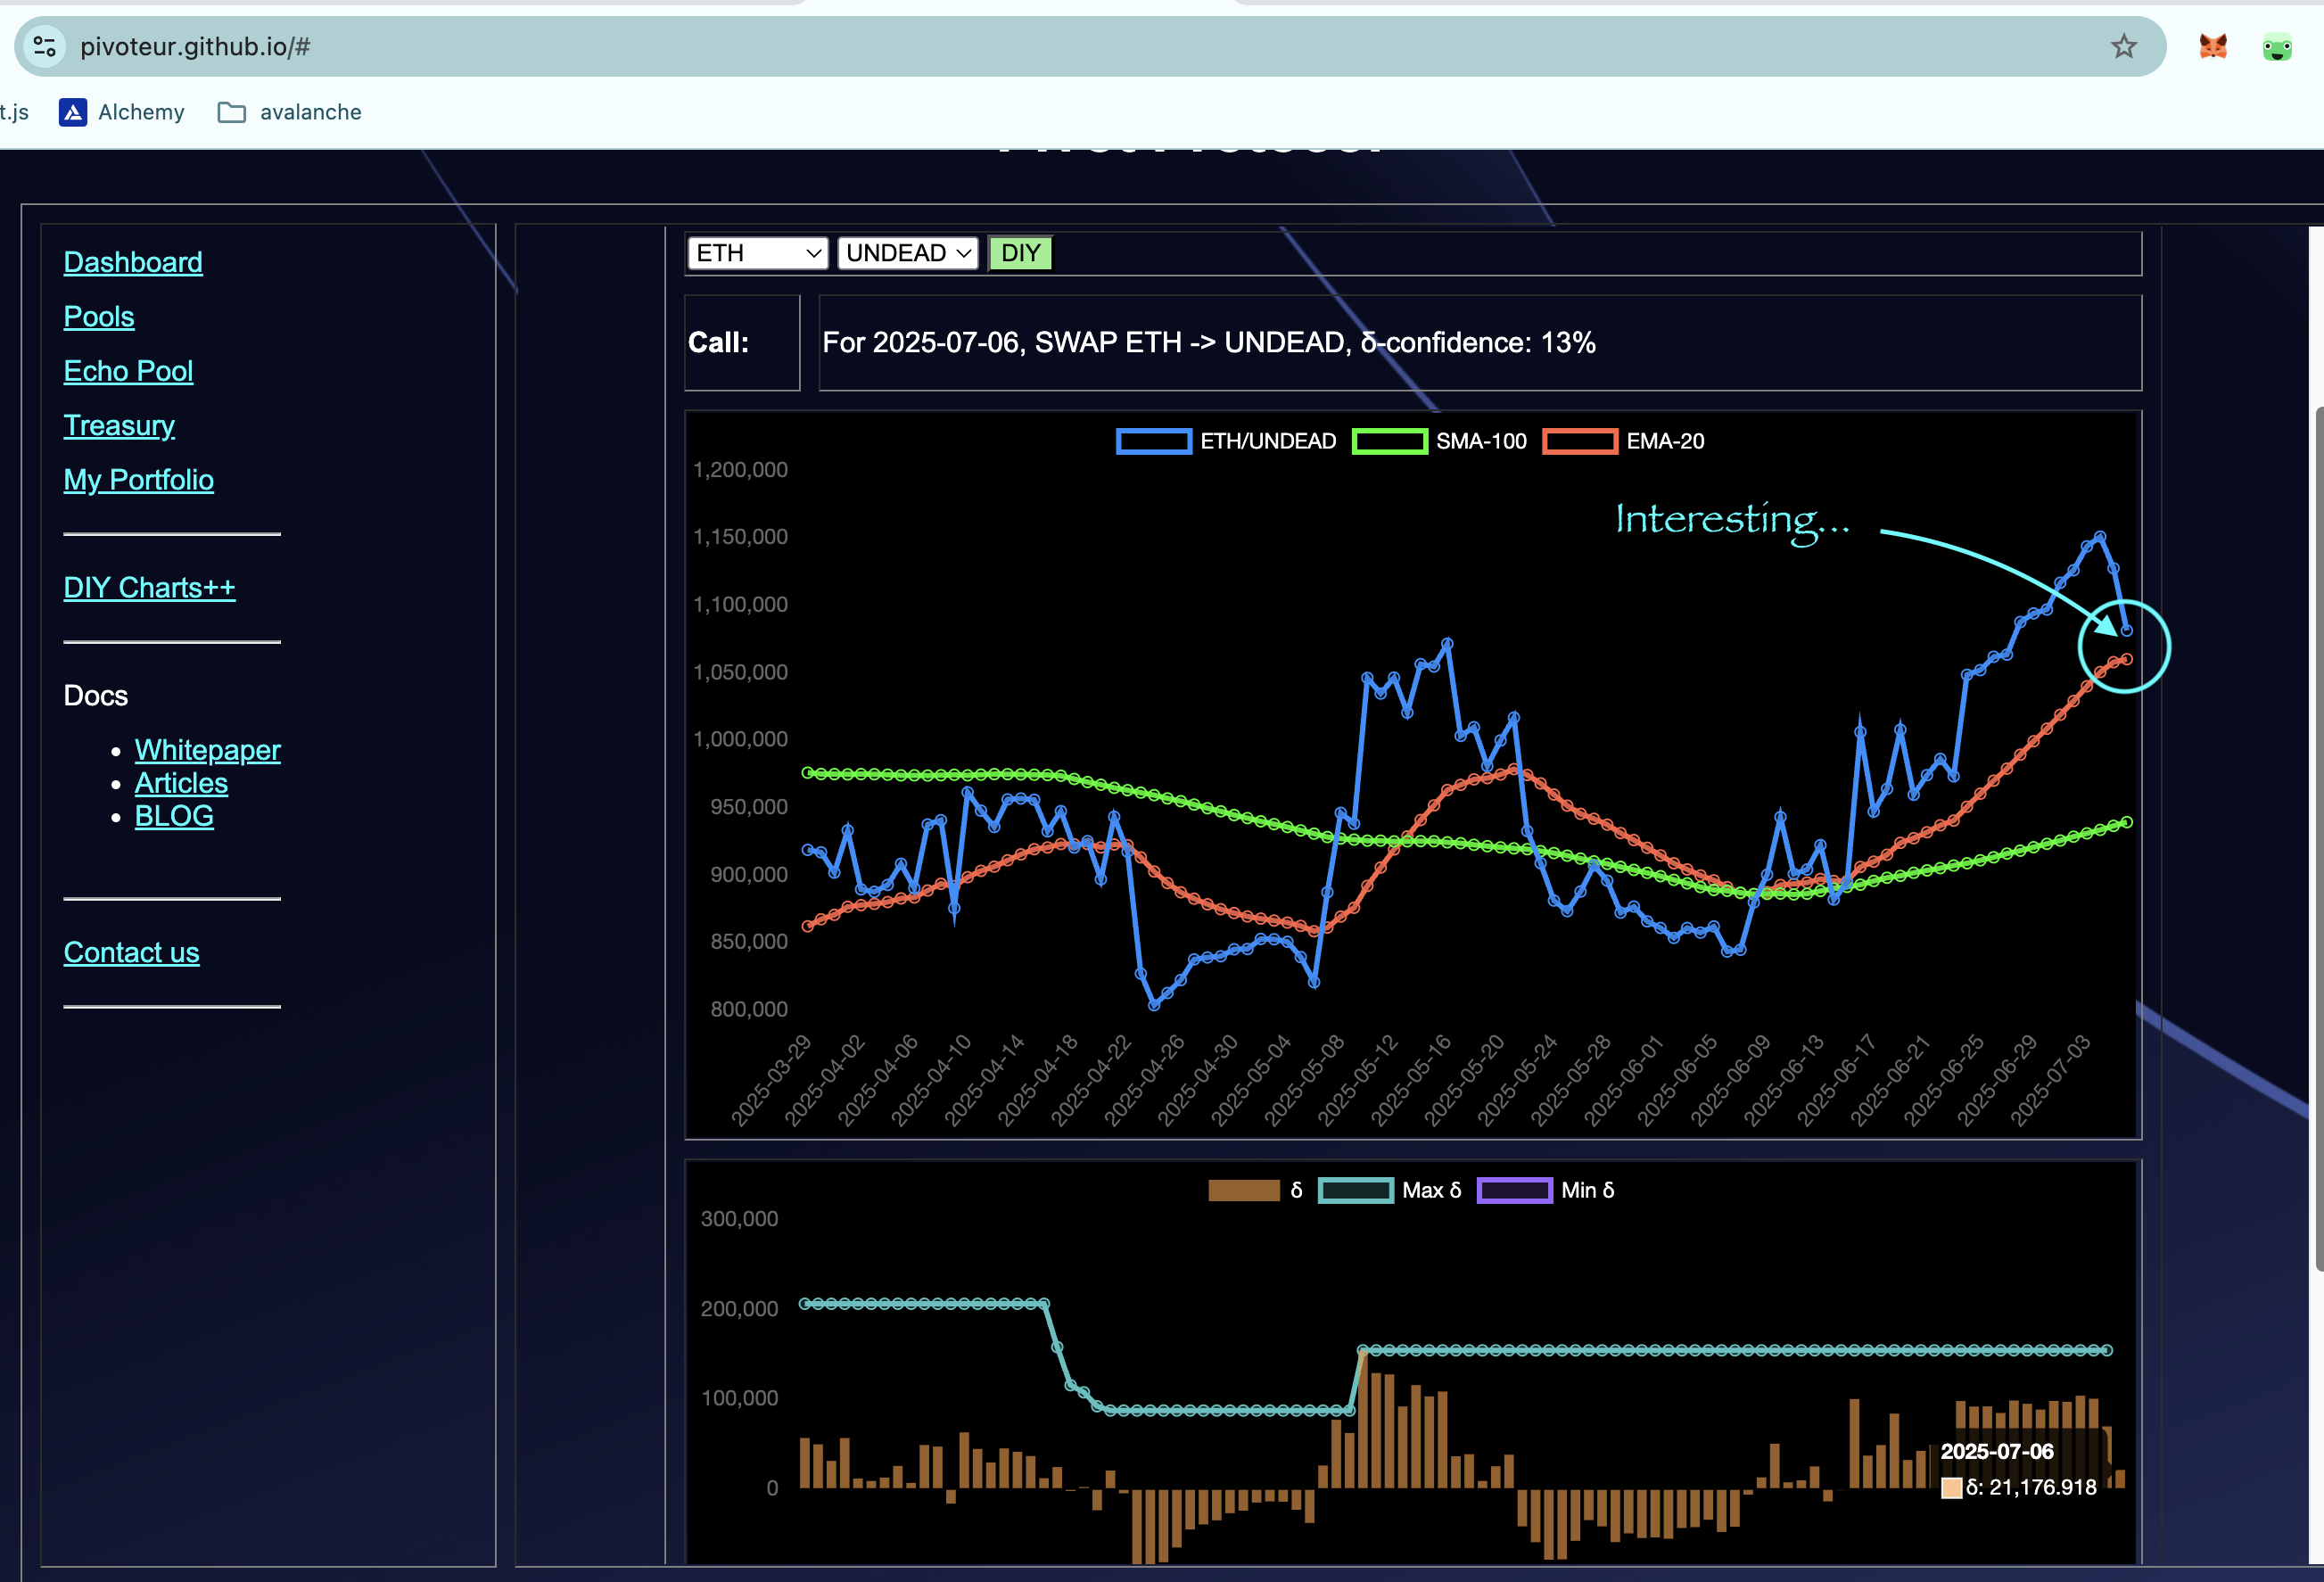 pivoteur.github.io/#
t.js
Alchemy
avalanche
Dashboard
Pools
Echo Pool
Treasury
My Portfolio
DIY Charts++
Docs
Whitepaper
Articles
BLOG
Contact us
ETH
UNDEAD
DIY
Call:
For 2025-07-06, SWAP ETH -> UNDEAD, δ-confidence: 13%
ETH/UNDEAD
SMA-100
EMA-20
Interesting...
1,200,000
1,150,000
1,100,000
1,050,000
1,000,000
950,000
900,000
850,000
800,000
2025-03-29
2025-04-02
2025-04-06
2025-04-10
2025-04-14
2025-04-18
2025-04-22
2025-04-26
2025-04-30
2025-05-04
2025-05-08
2025-05-12
2025-05-16
2025-05-20
2025-05-24
2025-05-28
2025-06-01
2025-06-05
2025-06-09
2025-06-13
2025-06-17
2025-06-21
2025-06-25
2025-06-29
2025-07-03
δ
Max δ
Min δ
300,000
200,000
100,000
0
2025-07-06
δ: 21,176.918